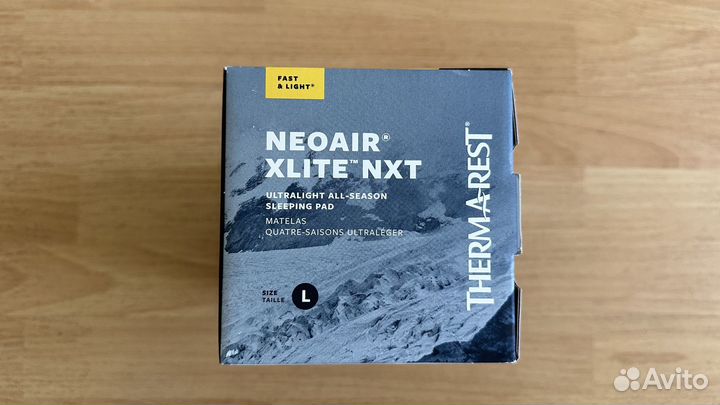 FAST
& LIGHT®
NEOAIR®
XLITE™ NXT
ULTRALIGHT ALL-SEASON
SLEEPING PAD
MATELAS
QUATRE-SAISONS ULTRALÉGER
SIZE
TAILLE
L
THERM-A-REST®
Avito